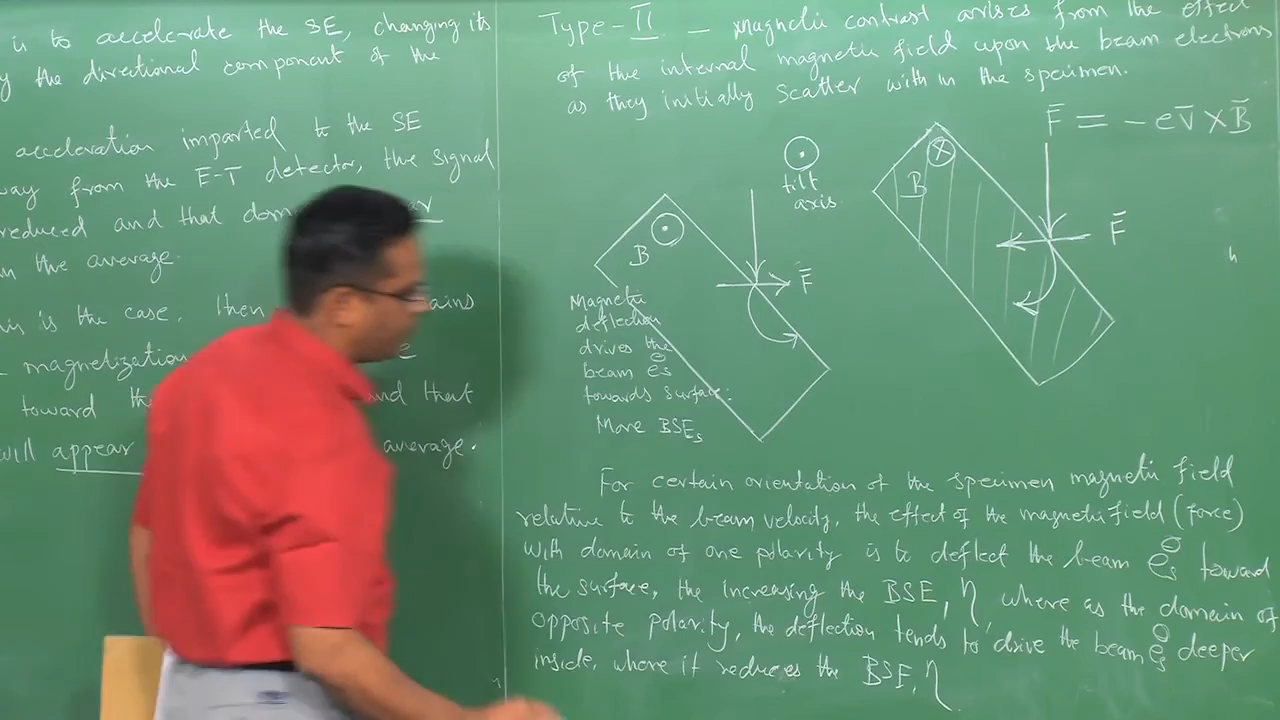 is to accelerate the SE, changing its
y the directional component of the
acceleration imparted to the SE
way from the E-T detector, the signal
reduced and that dom
in the average.
his is the case, then ains
magnetization
toward th and that
will appear average.
Type-II – Magnetic contrast arises from the effect
of the internal magnetic field upon the beam electrons
as they initially scatter with in the specimen.
F̄ = - e v̄ × B̄
tilt
axis.
B
F̄
B
F̄
Magnetic
deflection
drives the
beam e⊖s
towards surface.
More BSEs
For certain orientation of the specimen magnetic field
relative to the beam velocity, the effect of the magnetic field (force)
with domain of one polarity is to deflect the beam e⊖s toward
the surface, the increasing the BSE, η, where as the domain of
opposite polarity, the deflection tends to drive the beam e⊖s deeper
inside, where it reduces the BSE, η